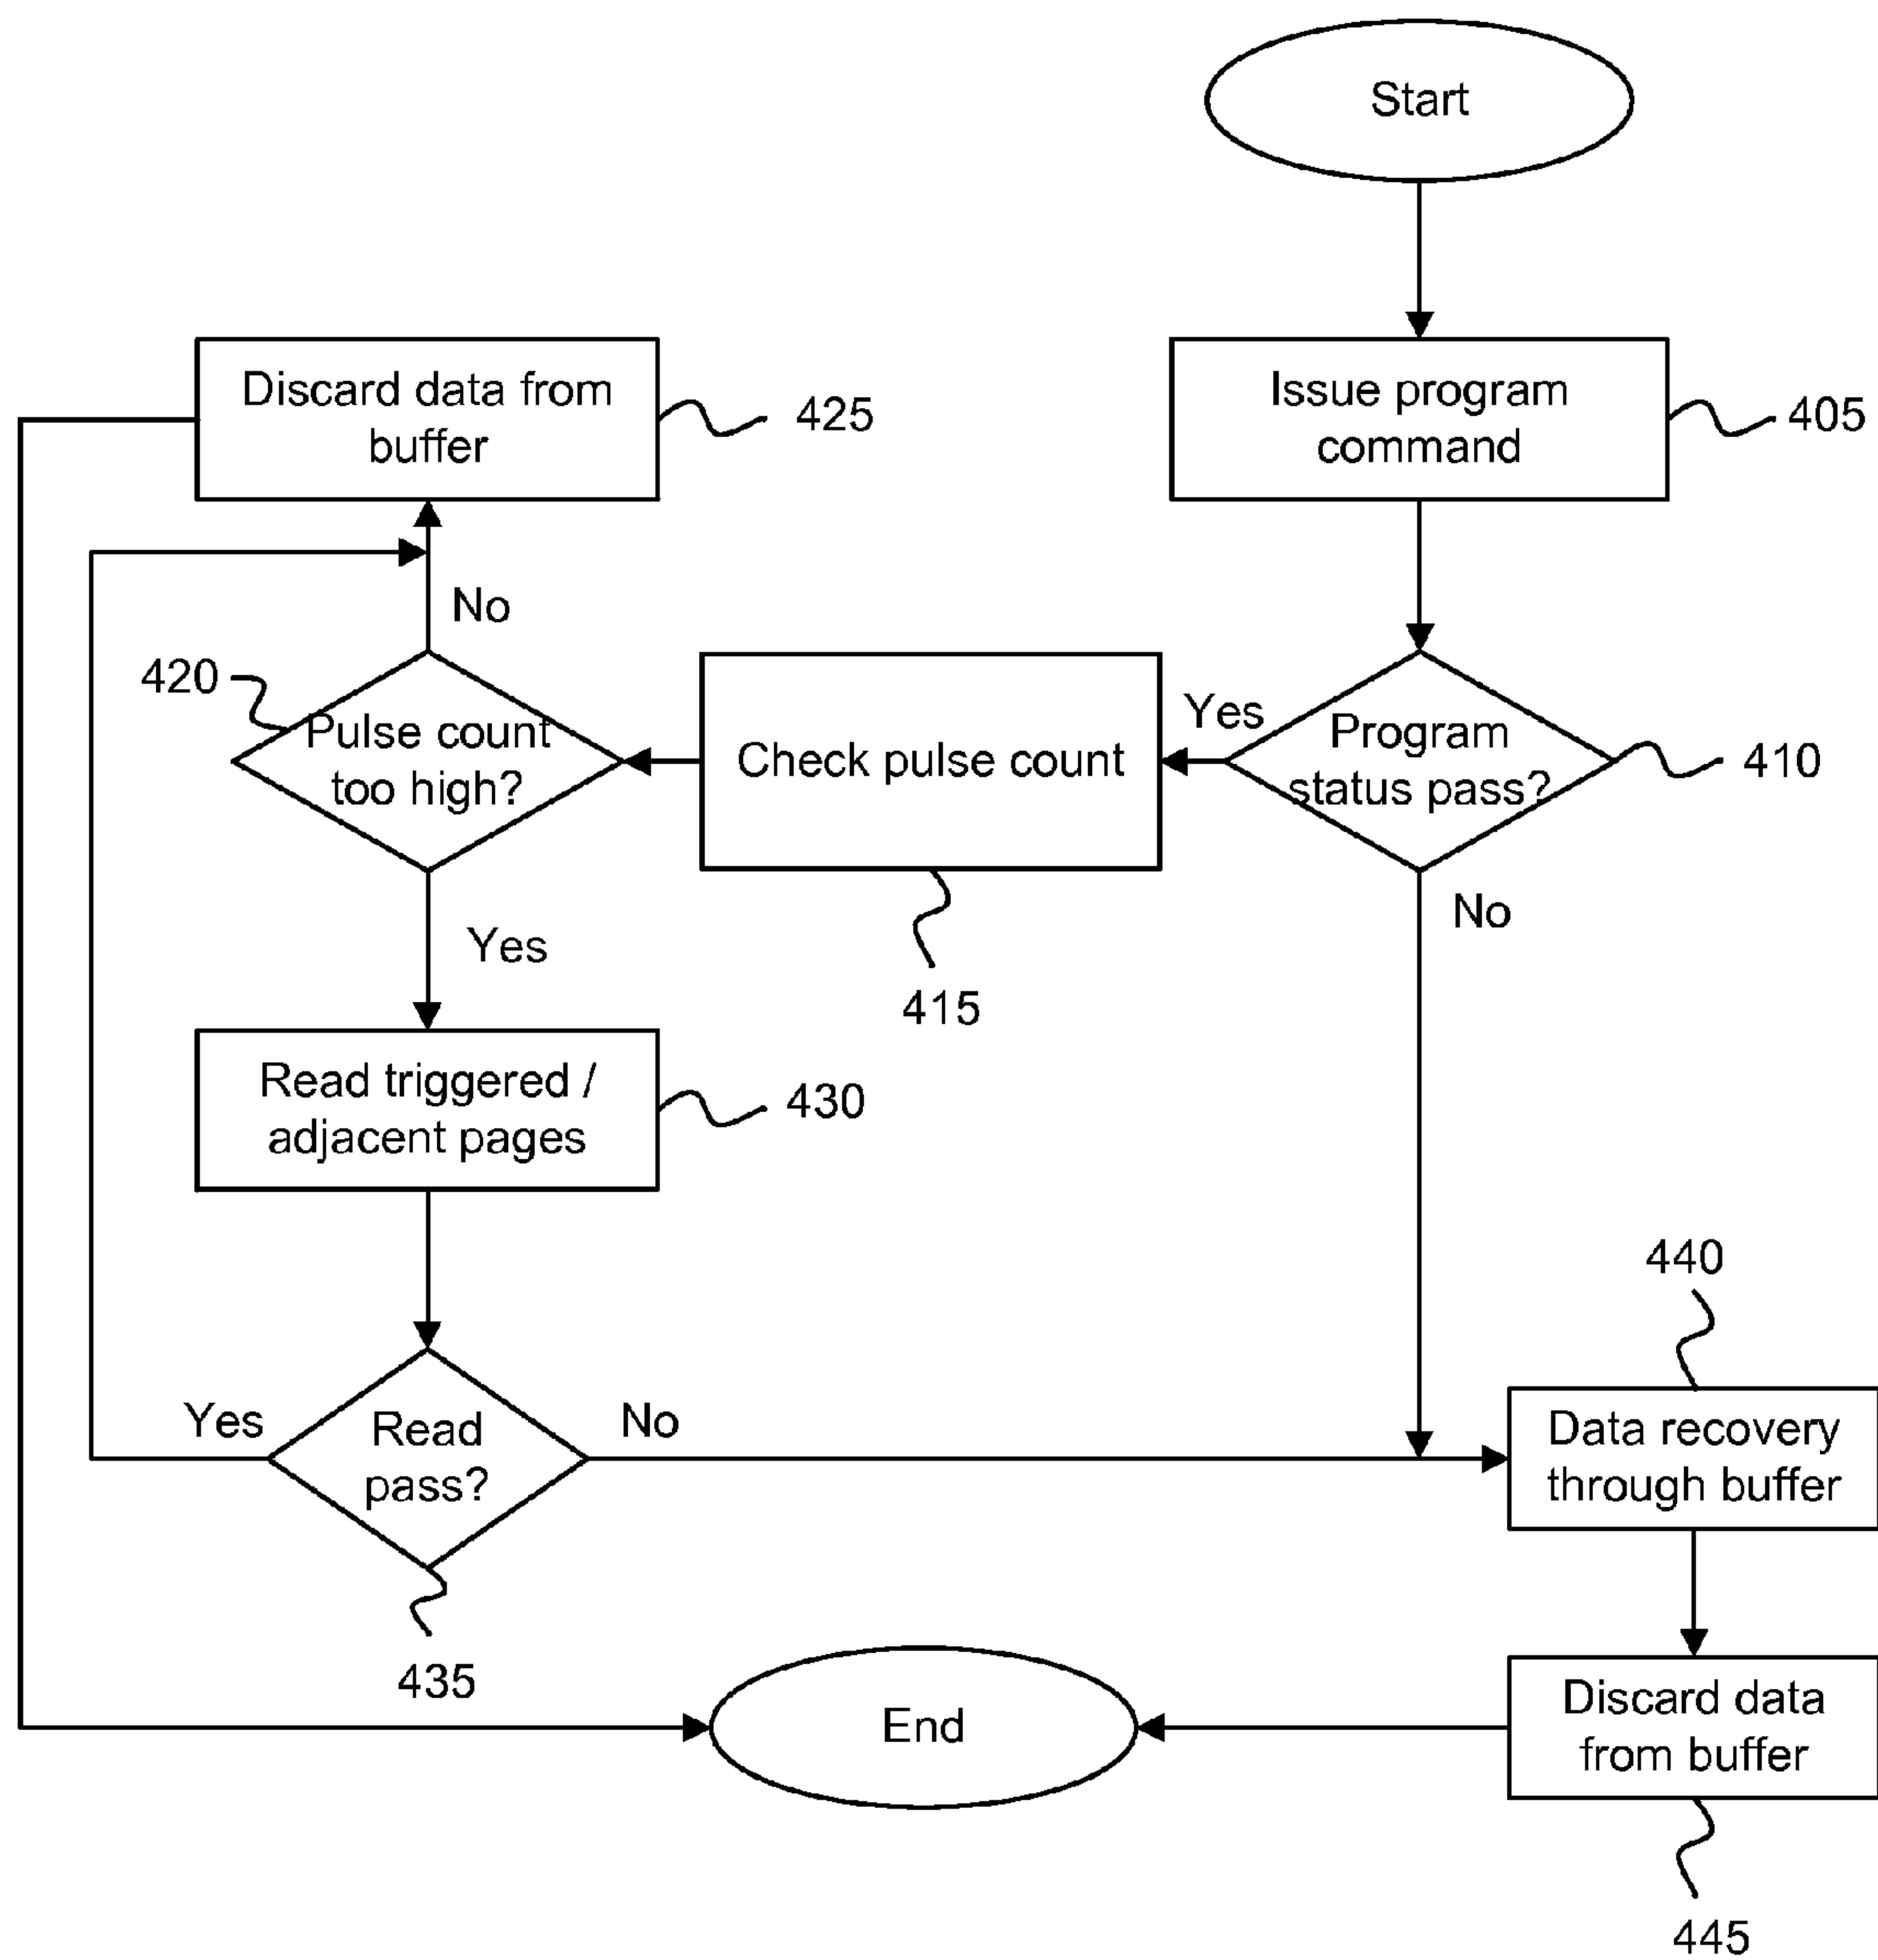 Start
Issue program
command
405
Discard data from
buffer
425
No
420
Pulse count
too high?
Check pulse count
Yes
Program
status pass?
410
415
Yes
No
Read triggered /
adjacent pages
430
440
Yes
Read
pass?
No
Data recovery
through buffer
435
End
Discard data
from buffer
445